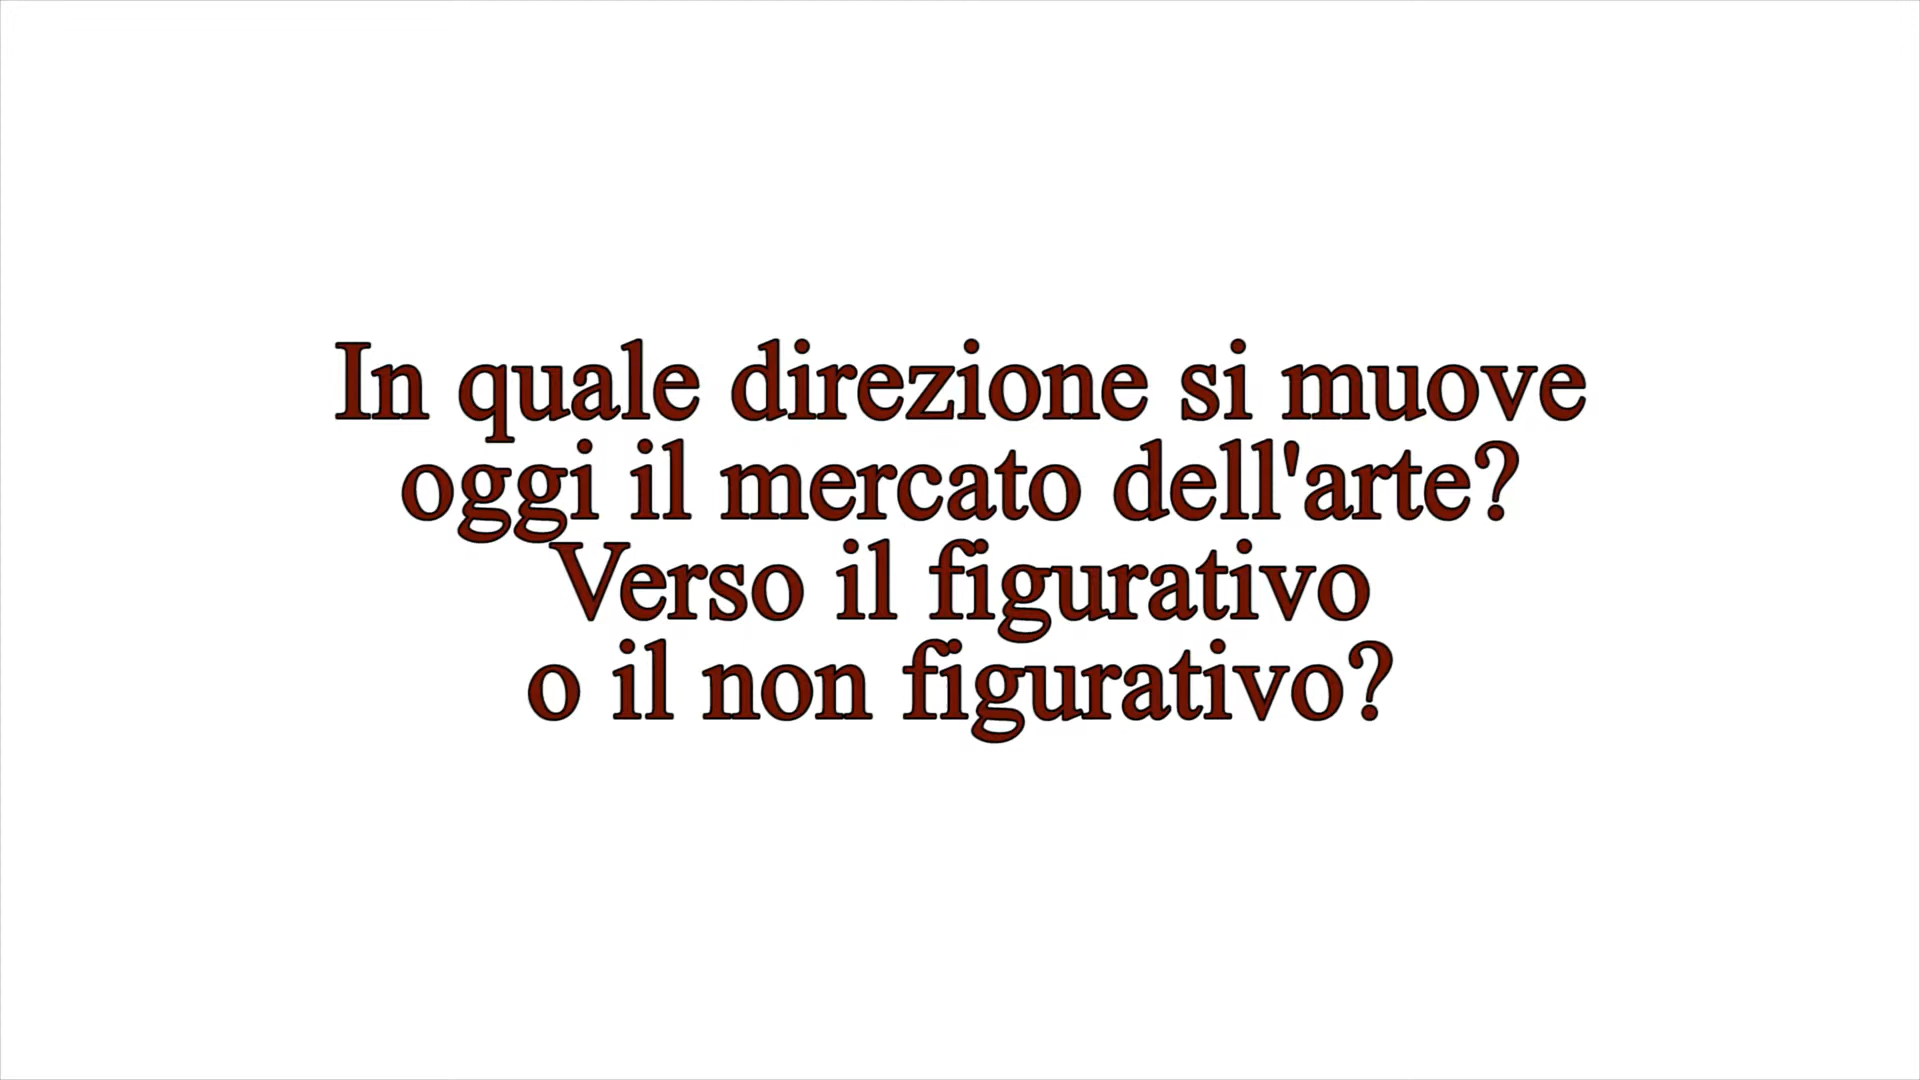 In quale direzione si muove
oggi il mercato dell'arte?
Verso il figurativo
o il non figurativo?